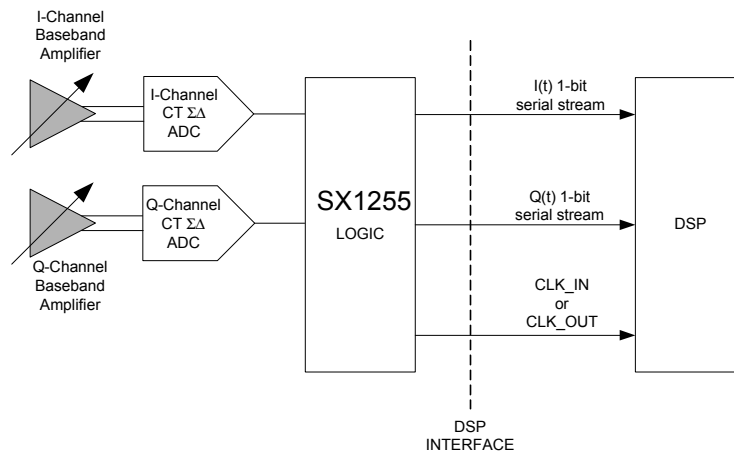 I-Channel
Baseband
Amplifier
I-Channel
CT ΣΔ
ADC
Q-Channel
CT ΣΔ
ADC
Q-Channel
Baseband
Amplifier
SX1255
LOGIC
I(t) 1-bit
serial stream
Q(t) 1-bit
serial stream
CLK_IN
or
CLK_OUT
DSP
DSP
INTERFACE